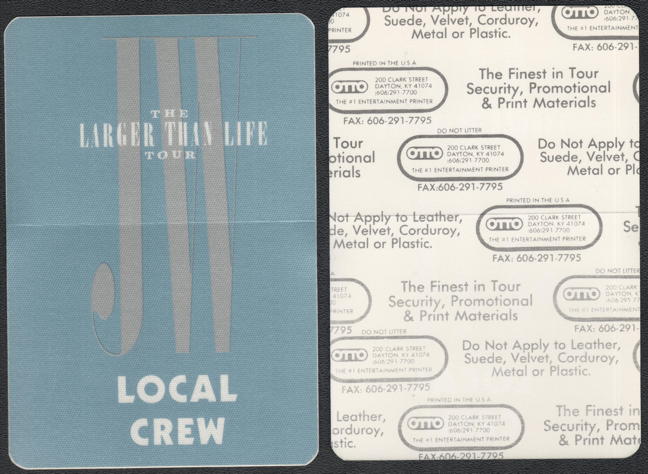 JW
THE
LARGER THAN LIFE
TOUR
LOCAL
CREW
Do Not Apply to Leather,
Suede, Velvet, Corduroy,
Metal or Plastic.
OTTO
DAYTON, KY 41074
:606/291-7700
PRINTER
7795
FAX: 606-291-
PRINTED IN THE U.S.A
OTTO
200 CLARK STREET
DAYTON, KY 41074
:606/291-7700
THE #1 ENTERTAINMENT PRINTER
FAX: 606-291-7795
The Finest in Tour
Security, Promotional
& Print Materials
Tour
otional
erials
DO NOT LITTER
OTTO
200 CLARK STREET
DAYTON, KY 41074
:606/291-7700
THE #1 ENTERTAINMENT PRINTER
FAX:606-291-7795
Do Not Apply to
Suede, Velvet, C
Metal or Pla
Not Apply to Leather,
de, Velvet, Corduroy,
Metal or Plastic.
PRINTED IN THE U.S.A
OTTO
200 CLARK STREET
DAYTON, KY 41074
:606/291-7700
THE #1 ENTERTAINMENT PRINTER
FAX: 606-291-7795
The Finest in Tour
Security, Promotional
& Print Materials
DO NOT LITTER
OTTO
200 CLARK STREET
THE #1 ENTERTAINMENT
FAX: 606-291-
7795
DO NOT LITTER
OTTO
200 CLARK STREET
DAYTON, KY 41074
:606/291-7700
THE #1 ENTERTAINMENT PRINTER
FAX: 606-291-7795
Do Not Apply to Leather,
Suede, Velvet, Corduroy,
Metal or Plastic.
Leather,
orduroy,
stic.
PRINTED IN THE U.S.A
OTTO
200 CLARK STREET
DAYTON, KY 41074
:606/291-7700
THE #1 ENTERTAINMENT PRINTER
FAX: 606-291-7795
The Finest in
Security, Prom
& Print Mate